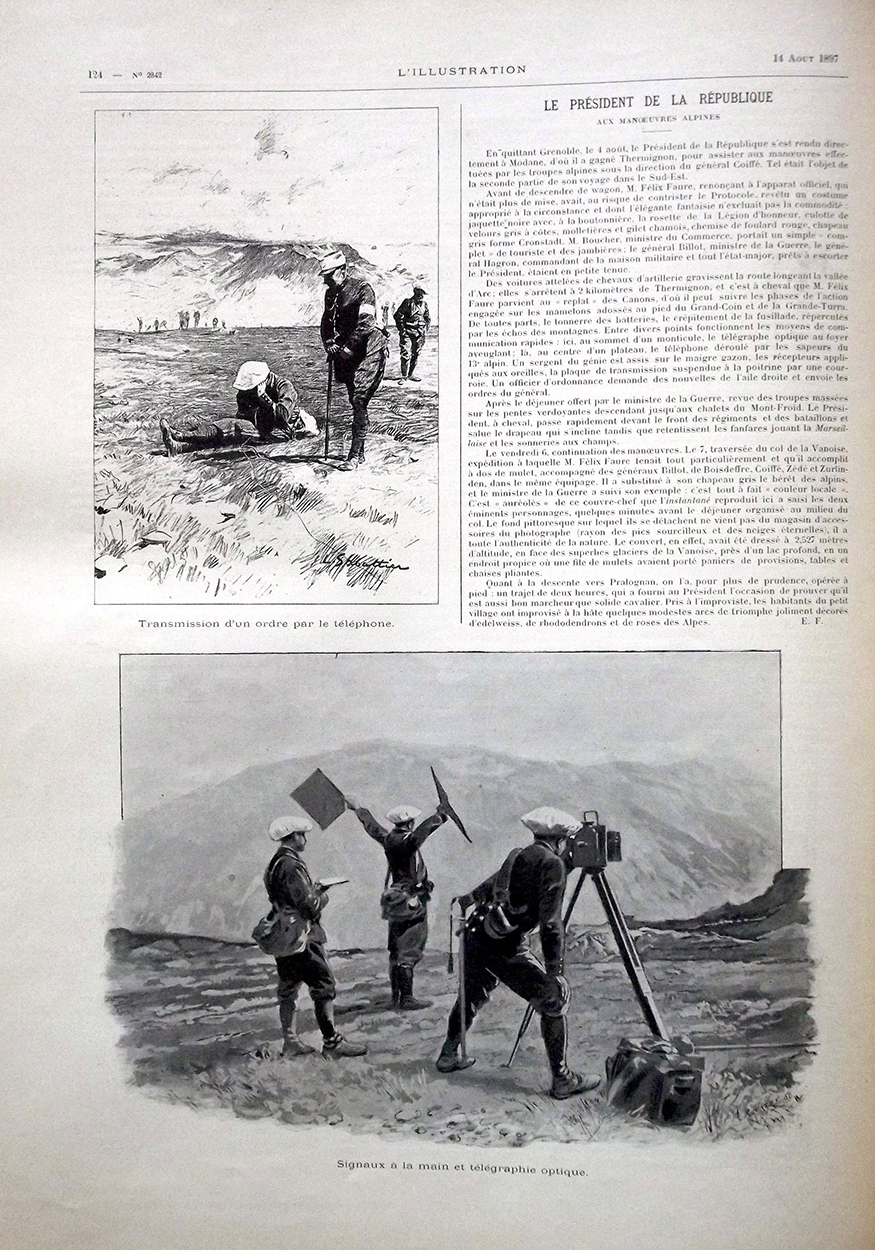 124 — Nº 2842
L'ILLUSTRATION
14 Aout 1897
LE PRÉSIDENT DE LA RÉPUBLIQUE
AUX MANŒUVRES ALPINES
En quittant Grenoble, le 4 août, le Président de la République s'est rendu direc-
tement à Modane, d'où il a gagné Thermignon, pour assister aux manœuvres effec-
tuées par les troupes alpines sous la direction du général Coiffé. Tel était l'objet de
la seconde partie de son voyage dans le Sud-Est.
Avant de descendre de wagon, M. Félix Faure, renonçant à l'apparat officiel, qui
n'était plus de mise, avait, au risque de contrister le Protocole, revêtu un costume
approprié à la circonstance et dont l'élégante fantaisie n'excluait pas la commodité :
jaquette noire avec, à la boutonnière, la rosette de la Légion d'honneur, culotte de
velours gris à côtes, molletières et gilet chamois, chemise de foulard rouge, chapeau
gris forme Cronstadt. M. Boucher, ministre du Commerce, portait un simple « com-
plet » de touriste et des jambières; le général Billot, ministre de la Guerre, le géné-
ral Hagron, commandant de la maison militaire et tout l'état-major, prêts à escorter
le Président, étaient en petite tenue.
Des voitures attelées de chevaux d'artillerie gravissent la route longeant la vallée
d'Arc; elles s'arrêtent à 2 kilomètres de Thermignon, et c'est à cheval que M. Félix
Faure parvient au « replat » des Canons, d'où il peut suivre les phases de l'action
engagée sur les mamelons adossés au pied du Grand-Coin et de la Grande-Turra.
De toutes parts, le tonnerre des batteries, le crépitement de la fusillade, répercutés
par les échos des montagnes. Entre divers points fonctionnent les moyens de com-
munication rapides : ici, au sommet d'un monticule, le télégraphe optique au foyer
aveuglant; là, au centre d'un plateau, le téléphone déroulé par les sapeurs du
13e alpin. Un sergent du génie est assis sur le maigre gazon, les récepteurs appli-
qués aux oreilles, la plaque de transmission suspendue à la poitrine par une cour-
roie. Un officier d'ordonnance demande des nouvelles de l'aile droite et envoie les
ordres du général.
Après le déjeuner offert par le ministre de la Guerre, revue des troupes massées
sur les pentes verdoyantes descendant jusqu'aux chalets du Mont-Froid. Le Prési-
dent, à cheval, passe rapidement devant le front des régiments et des bataillons et
salue le drapeau qui s'incline tandis que retentissent les fanfares jouant la Marseil-
laise et les sonneries aux champs.
Le vendredi 6, continuation des manœuvres. Le 7, traversée du col de la Vanoise,
expédition à laquelle M. Félix Faure tenait tout particulièrement et qu'il accomplit
à dos de mulet, accompagné des généraux Billot, de Boisdeffre, Coiffé, Zédé et Zurlin-
den, dans le même équipage. Il a substitué à son chapeau gris le béret des alpins,
et le ministre de la Guerre a suivi son exemple : c'est tout à fait « couleur locale ».
C'est « auréolés » de ce couvre-chef que l'instantané reproduit ici a saisi les deux
éminents personnages, quelques minutes avant le déjeuner organisé au milieu du
col. Le fond pittoresque sur lequel ils se détachent ne vient pas du magasin d'acces-
soires du photographe (rayon des pics sourcilleux et des neiges éternelles), il a
toute l'authenticité de la nature. Le couvert, en effet, avait été dressé à 2,527 mètres
d'altitude, en face des superbes glaciers de la Vanoise, près d'un lac profond, en un
endroit propice où une file de mulets avaient porté paniers de provisions, tables et
chaises pliantes.
Quant à la descente vers Pralognan, on l'a, pour plus de prudence, opérée à
pied : un trajet de deux heures, qui a fourni au Président l'occasion de prouver qu'il
est aussi bon marcheur que solide cavalier. Pris à l'improviste, les habitants du petit
village ont improvisé à la hâte quelques modestes arcs de triomphe joliment décorés
d'edelweiss, de rhododendrons et de roses des Alpes.
E. F.
Transmission d'un ordre par le téléphone.
Signaux à la main et télégraphie optique.